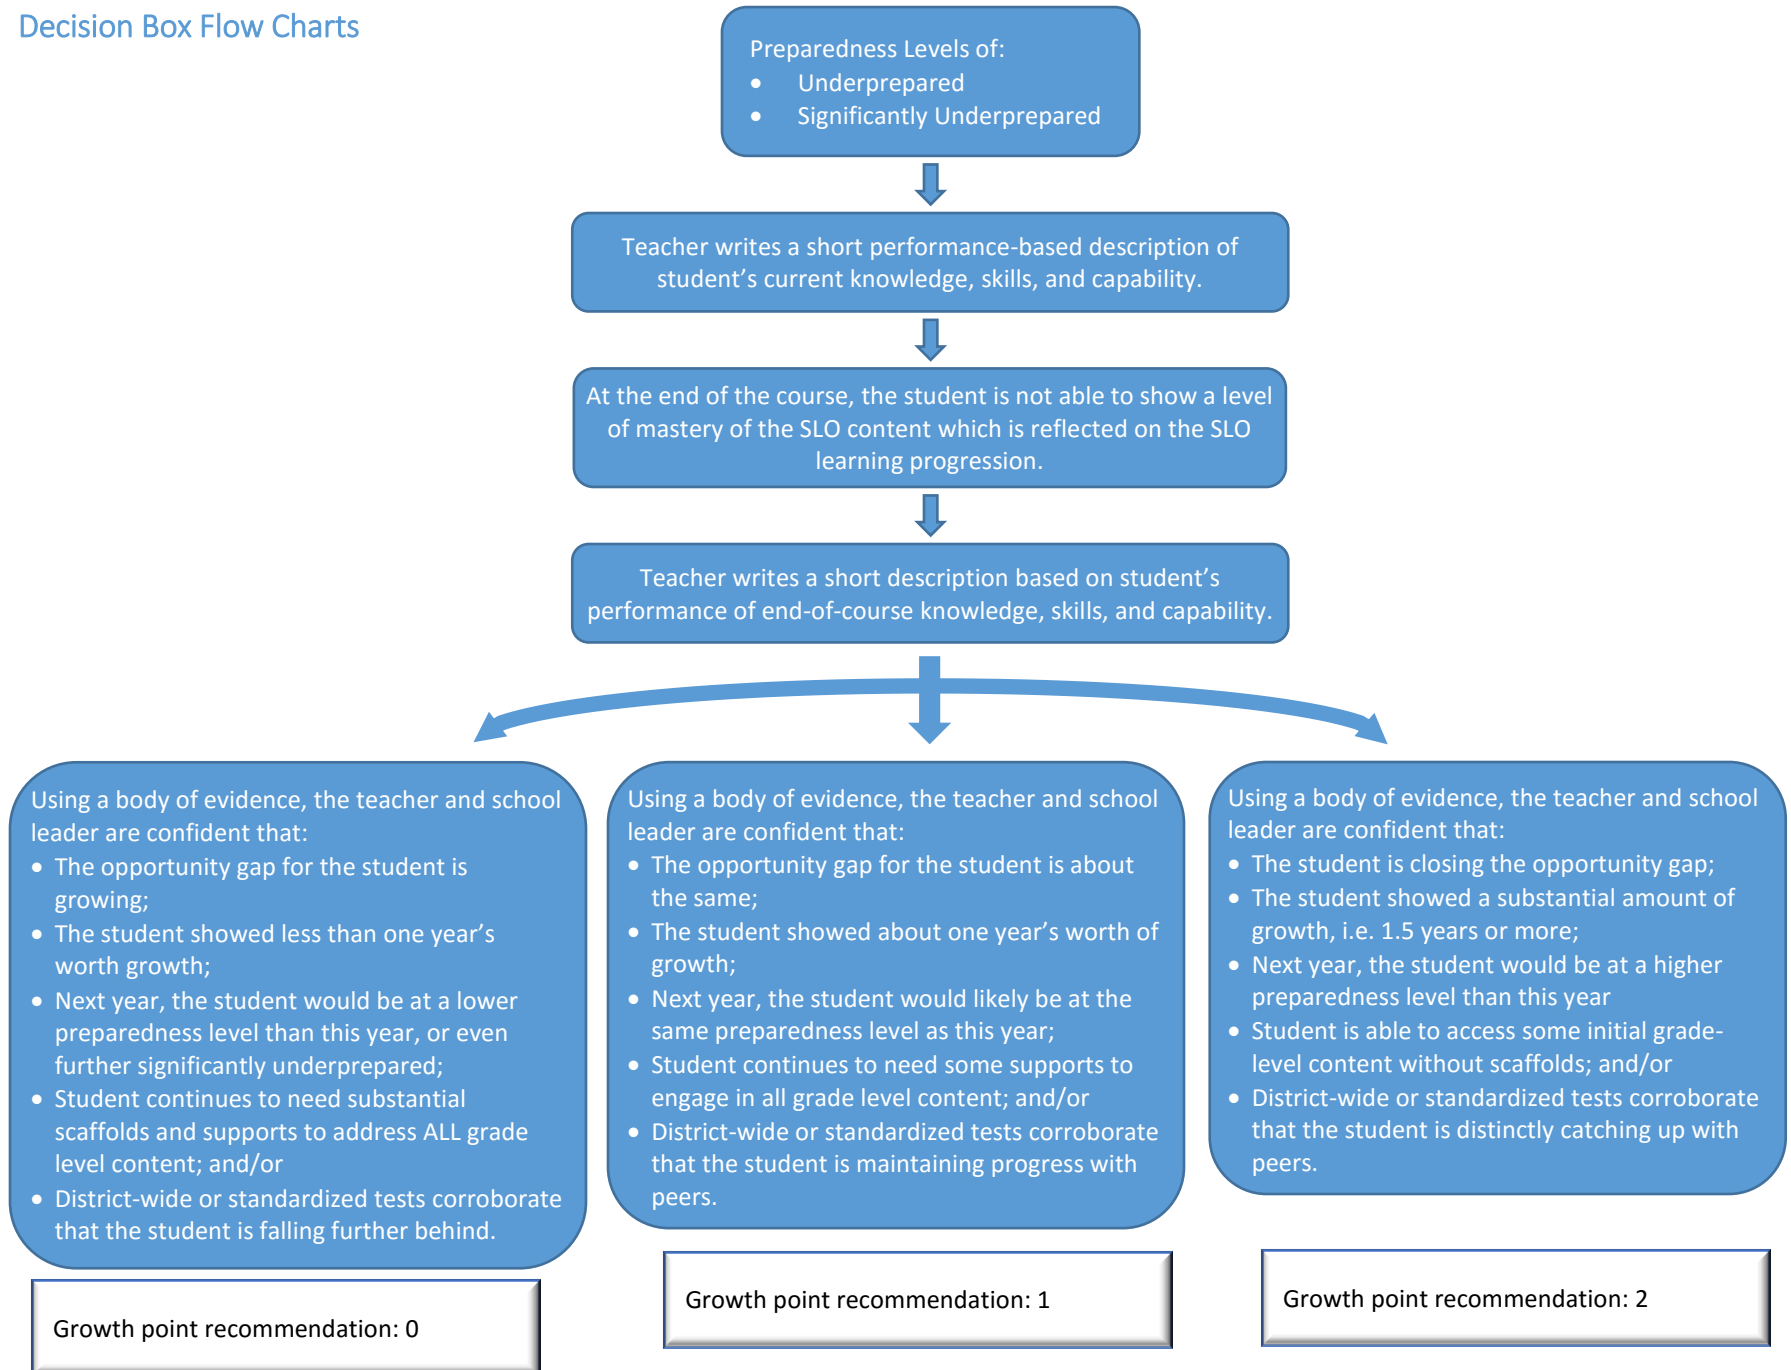 Decision Box Flow Charts
Preparedness Levels of:
• Underprepared
• Significantly Underprepared
Teacher writes a short performance-based description of
student’s current knowledge, skills, and capability.
At the end of the course, the student is not able to show a level
of mastery of the SLO content which is reflected on the SLO
learning progression.
Teacher writes a short description based on student’s
performance of end-of-course knowledge, skills, and capability.
Using a body of evidence, the teacher and school
leader are confident that:
• The opportunity gap for the student is
growing;
• The student showed less than one year’s
worth growth;
• Next year, the student would be at a lower
preparedness level than this year, or even
further significantly underprepared;
• Student continues to need substantial
scaffolds and supports to address ALL grade
level content; and/or
• District-wide or standardized tests corroborate
that the student is falling further behind.
Growth point recommendation: 0
Using a body of evidence, the teacher and school
leader are confident that:
• The opportunity gap for the student is about
the same;
• The student showed about one year’s worth of
growth;
• Next year, the student would likely be at the
same preparedness level as this year;
• Student continues to need some supports to
engage in all grade level content; and/or
• District-wide or standardized tests corroborate
that the student is maintaining progress with
peers.
Growth point recommendation: 1
Using a body of evidence, the teacher and school
leader are confident that:
• The student is closing the opportunity gap;
• The student showed a substantial amount of
growth, i.e. 1.5 years or more;
• Next year, the student would be at a higher
preparedness level than this year
• Student is able to access some initial grade-
level content without scaffolds; and/or
• District-wide or standardized tests corroborate
that the student is distinctly catching up with
peers.
Growth point recommendation: 2